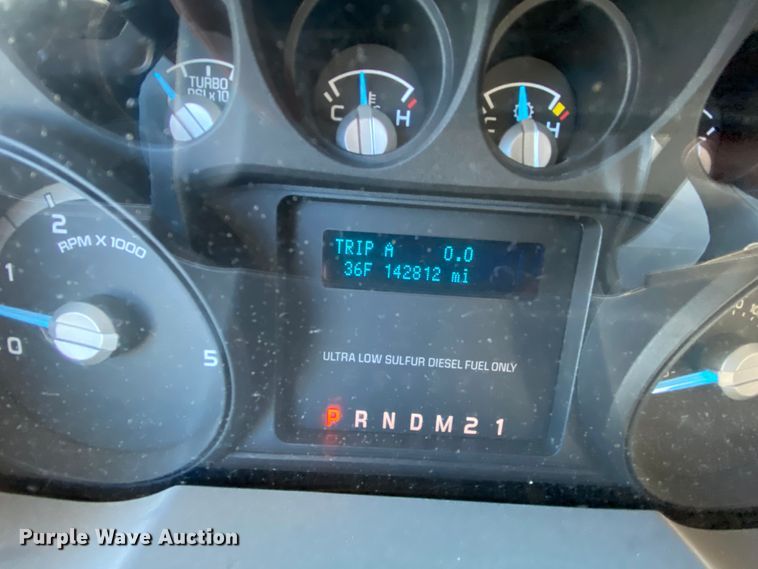 TURBO
PSI X 10
C H
C H
2
RPM X 1000
1
0
5
TRIP A 0.0
36F 142812 mi
ULTRA LOW SULFUR DIESEL FUEL ONLY
P R N D M 2 1
Purple Wave Auction